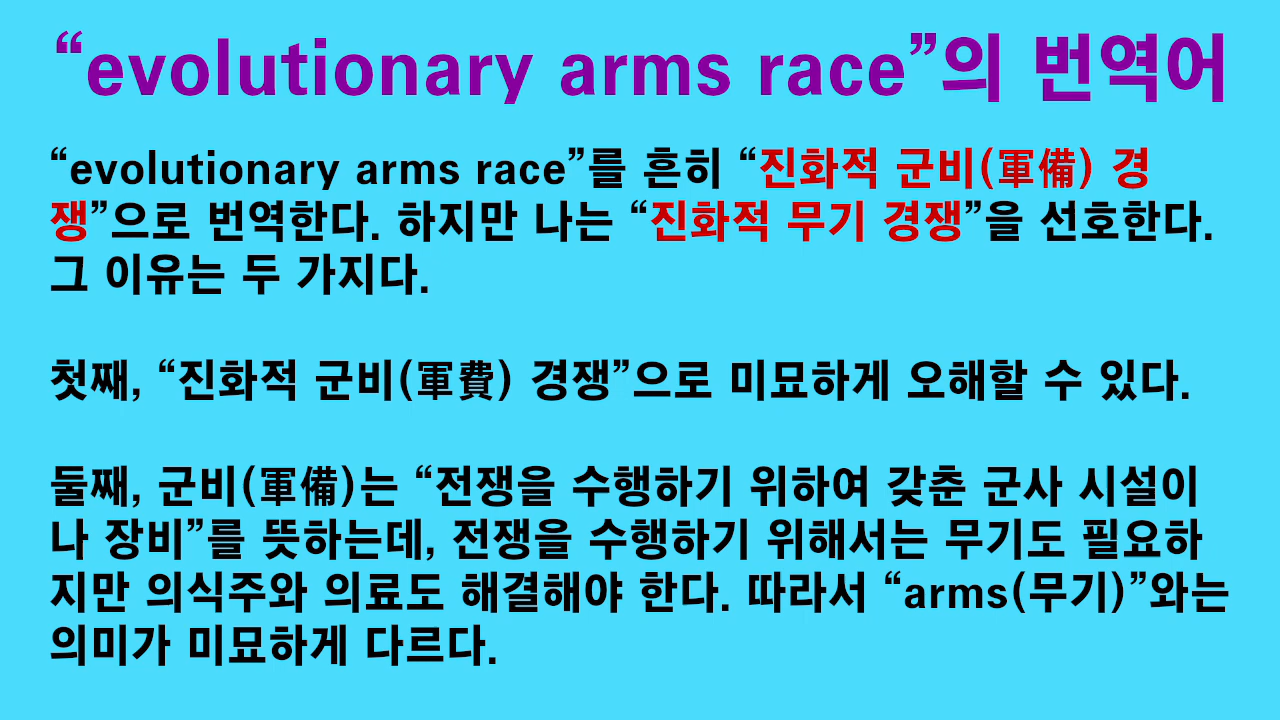 “evolutionary arms race”의 번역어
“evolutionary arms race”를 흔히 “진화적 군비(軍備) 경
쟁”으로 번역한다. 하지만 나는 “진화적 무기 경쟁”을 선호한다.
그 이유는 두 가지다.
첫째, “진화적 군비(軍費) 경쟁”으로 미묘하게 오해할 수 있다.
둘째, 군비(軍備)는 “전쟁을 수행하기 위하여 갖춘 군사 시설이
나 장비”를 뜻하는데, 전쟁을 수행하기 위해서는 무기도 필요하
지만 의식주와 의료도 해결해야 한다. 따라서 “arms(무기)”와는
의미가 미묘하게 다르다.